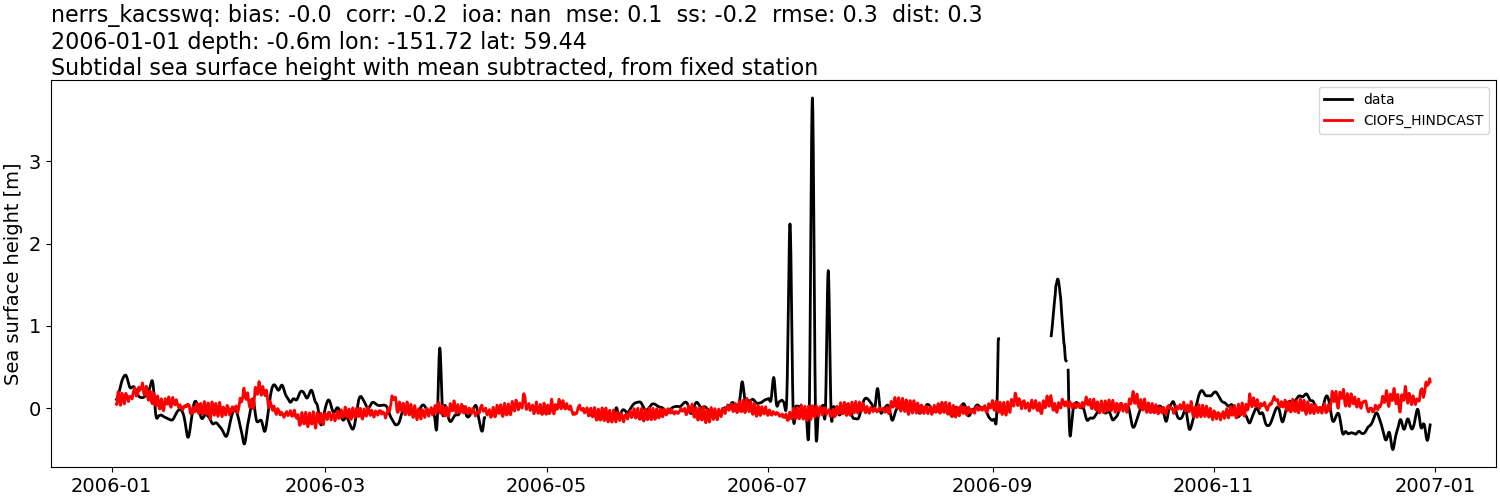 nerrs_kacsswq: bias: -0.0  corr: -0.2  ioa: nan  mse: 0.1  ss: -0.2  rmse: 0.3  dist: 0.3
2006-01-01 depth: -0.6m lon: -151.72 lat: 59.44
Subtidal sea surface height with mean subtracted, from fixed station
data
CIOFS_HINDCAST
Sea surface height [m]
3
2
1
0
2006-01
2006-03
2006-05
2006-07
2006-09
2006-11
2007-01